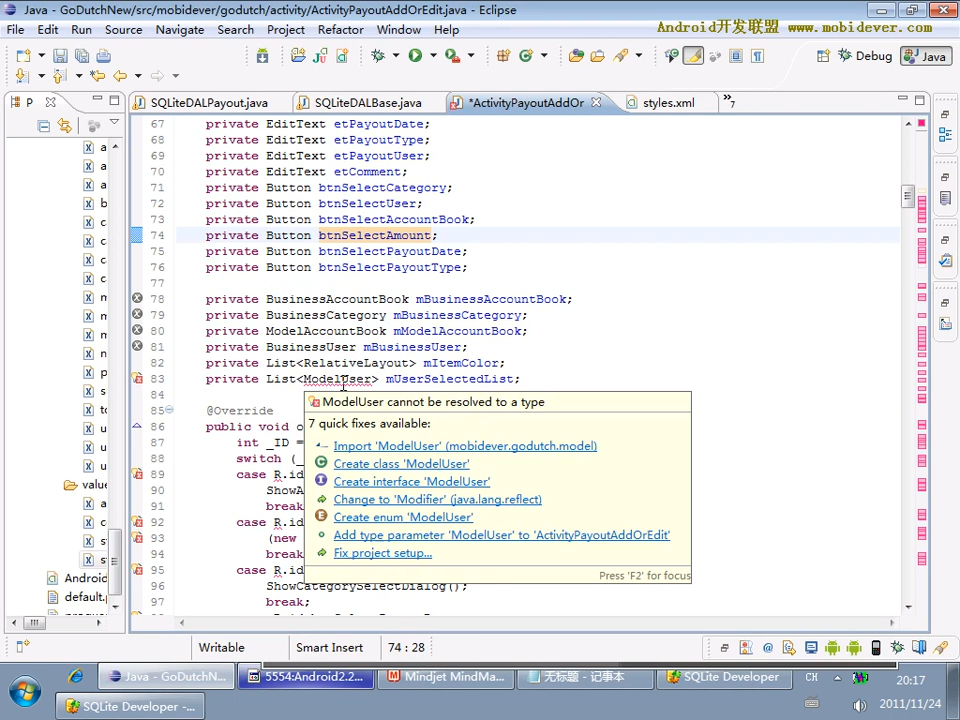 Java - GoDutchNew/src/mobidever/godutch/activity/ActivityPayoutAddOrEdit.java - Eclipse
File Edit Run Source Navigate Search Project Refactor Window Help
Android开发联盟 www.mobidever.com
Debug Java
P
SQLiteDALPayout.java SQLiteDALBase.java *ActivityPayoutAddOr styles.xml »7
67 private EditText etPayoutDate;
68 private EditText etPayoutType;
69 private EditText etPayoutUser;
70 private EditText etComment;
71 private Button btnSelectCategory;
72 private Button btnSelectUser;
73 private Button btnSelectAccountBook;
74 private Button btnSelectAmount;
75 private Button btnSelectPayoutDate;
76 private Button btnSelectPayoutType;
77
78 private BusinessAccountBook mBusinessAccountBook;
79 private BusinessCategory mBusinessCategory;
80 private ModelAccountBook mModelAccountBook;
81 private BusinessUser mBusinessUser;
82 private List<RelativeLayout> mItemColor;
83 private List<ModelUser> mUserSelectedList;
84
85 @Override
86 public void o
87 int _ID =
88 switch (_
89 case R.id
90 ShowA
91 break
92 case R.id
93 (new
94 break
95 case R.id
96 ShowCategorySelectDialog();
97 break;
ModelUser cannot be resolved to a type
7 quick fixes available:
Import 'ModelUser' (mobidever.godutch.model)
Create class 'ModelUser'
Create interface 'ModelUser'
Change to 'Modifier' (java.lang.reflect)
Create enum 'ModelUser'
Add type parameter 'ModelUser' to 'ActivityPayoutAddOrEdit'
Fix project setup...
Press 'F2' for focus
a
a
a
b
c
c
c
c
m
m
m
n
p
s
t
u
u
u
value
a
c
s
s
Android
default.p
Writable Smart Insert 74 : 28
Java - GoDutchN... 5554:Android2.2... Mindjet MindMa... 无标题 - 记事本 SQLite Developer CH 20:17
SQLite Developer -... 2011/11/24